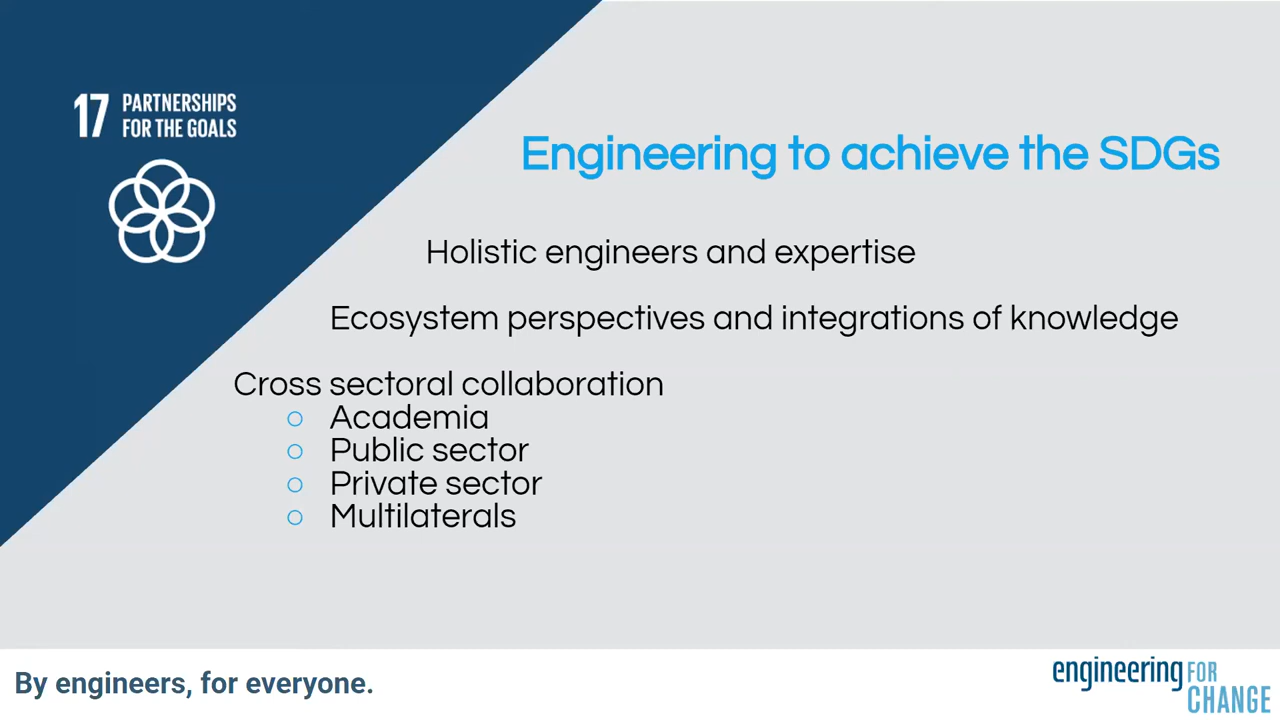 17 PARTNERSHIPS
FOR THE GOALS
Engineering to achieve the SDGs
Holistic engineers and expertise
Ecosystem perspectives and integrations of knowledge
Cross sectoral collaboration
Academia
Public sector
Private sector
Multilaterals
By engineers, for everyone.
engineering FOR
CHANGE